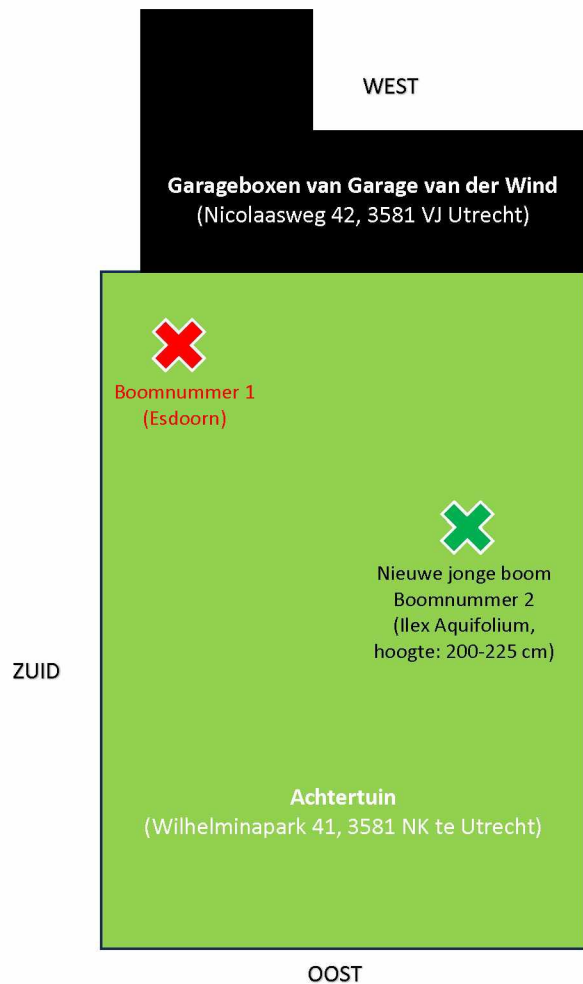 WEST
Garageboxen van Garage van der Wind
(Nicolaasweg 42, 3581 VJ Utrecht)
Boomnummer 1
(Esdoorn)
Nieuwe jonge boom
Boomnummer 2
(Ilex Aquifolium,
hoogte: 200-225 cm)
ZUID
Achtertuin
(Wilhelminapark 41, 3581 NK te Utrecht)
OOST